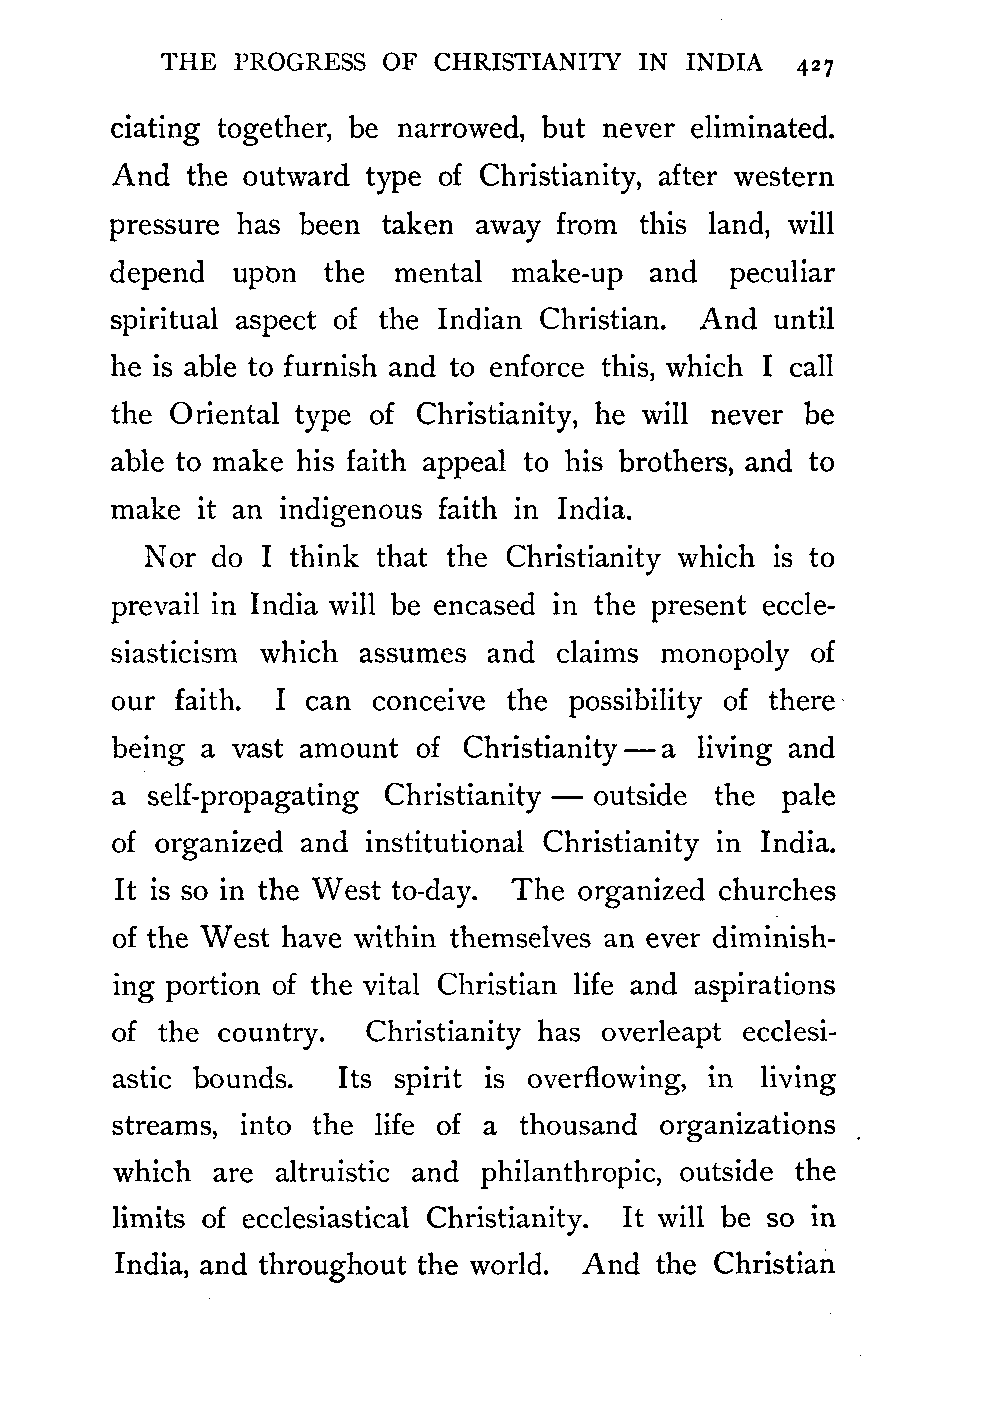 THE PROGRESS OF CHRISTIANITY IN INDIA 427
ciating together, be narrowed, but never eliminated.
And the outward type of Christianity, after western
pressure has been taken away from this land, will
depend upon the mental make-up and peculiar
spiritual aspect of the Indian Christian. And until
he is able to furnish and to enforce this, which I call
the Oriental type of Christianity, he will never be
able to make his faith appeal to his brothers, and to
make it an indigenous faith in India.
Nor do I think that the Christianity which is to
prevail in India will be encased in the present eccle-
siasticism which assumes and claims monopoly of
our faith. I can conceive the possibility of there
being a vast amount of Christianity — a living and
a self-propagating Christianity — outside the pale
of organized and institutional Christianity in India.
It is so in the West to-day. The organized churches
of the West have within themselves an ever diminish-
ing portion of the vital Christian life and aspirations
of the country. Christianity has overleapt ecclesi-
astic bounds. Its spirit is overflowing, in living
streams, into the life of a thousand organizations
which are altruistic and philanthropic, outside the
limits of ecclesiastical Christianity. It will be so in
India, and throughout the world. And the Christian